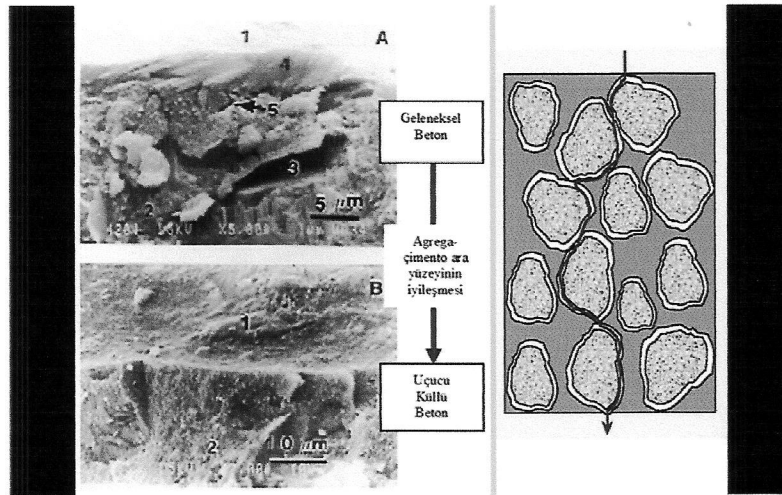 1
A
4
5
3
2
5 μm
Geleneksel
Beton
Agrega-
çimento ara
yüzeyinin
iyileşmesi
B
1
2
10 μm
Uçucu
Küllü
Beton